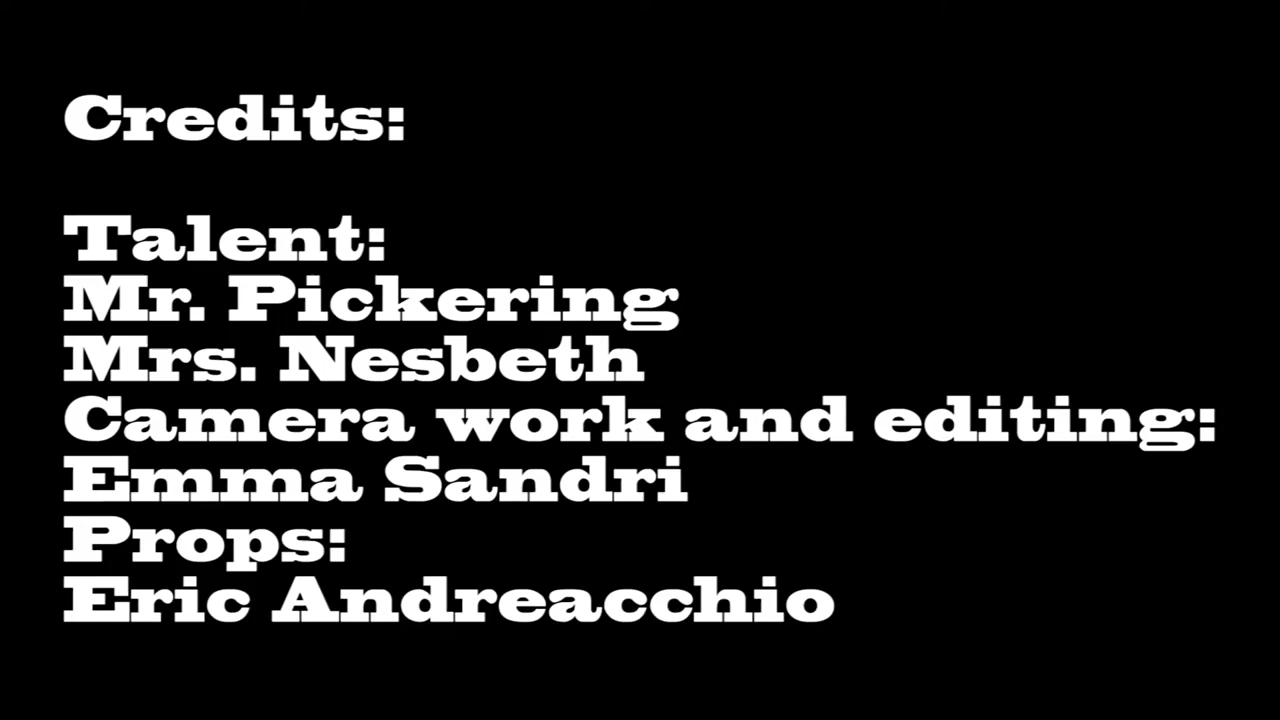 Credits:
Talent:
Mr. Pickering
Mrs. Nesbeth
Camera work and editing:
Emma Sandri
Props:
Eric Andreacchio